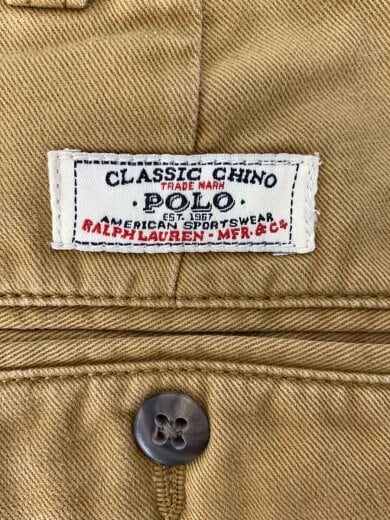 CLASSIC CHINO
TRADE MARK
·POLO·
EST. 1967
AMERICAN SPORTSWEAR
RALPH LAUREN - MFR. & Co